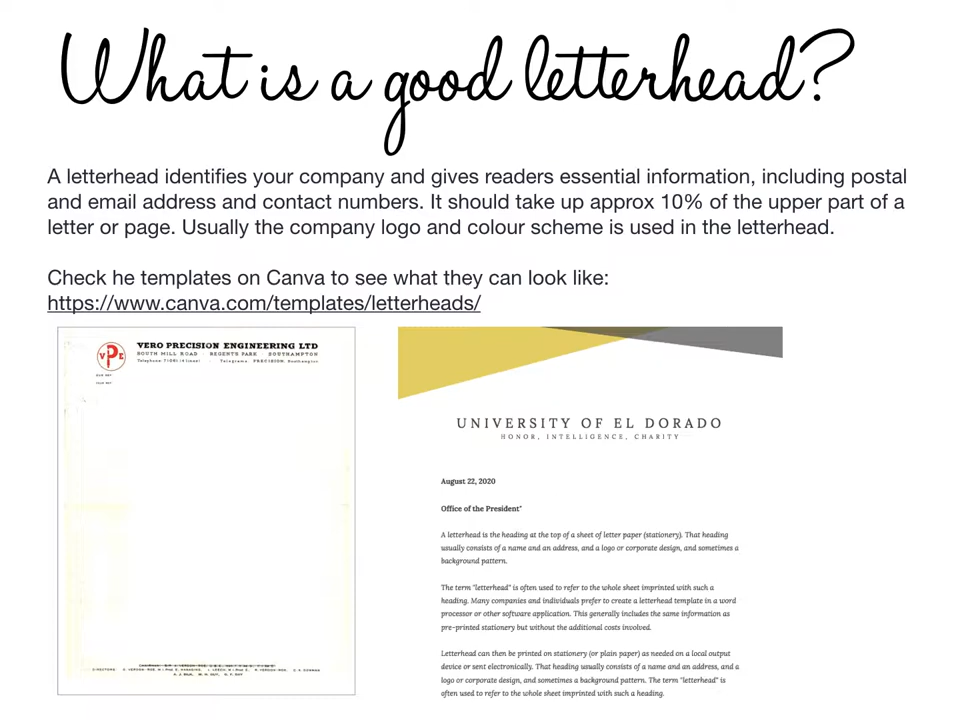 What is a good letterhead?
A letterhead identifies your company and gives readers essential information, including postal
and email address and contact numbers. It should take up approx 10% of the upper part of a
letter or page. Usually the company logo and colour scheme is used in the letterhead.
Check he templates on Canva to see what they can look like:
https://www.canva.com/templates/letterheads/
VPE
VERO PRECISION ENGINEERING LTD
SOUTH MILL ROAD · REGENT'S PARK · SOUTHAMPTON
Telegrams PRECISION Southampton
OUR REF
YOUR REF
DIRECTORS
UNIVERSITY OF EL DORADO
HONOR, INTELLIGENCE, CHARITY
August 22, 2020
Office of the President"
A letterhead is the heading at the top of a sheet of letter paper (stationery). That heading
usually consists of a name and an address, and a logo or corporate design, and sometimes a
background pattern.
The term "letterhead" is often used to refer to the whole sheet imprinted with such a
heading. Many companies and individuals prefer to create a letterhead template in a word
processor or other software application. This generally includes the same information as
pre-printed stationery but without the additional costs involved.
Letterhead can then be printed on stationery (or plain paper) as needed on a local output
device or sent electronically. That heading usually consists of a name and an address, and a
logo or corporate design, and sometimes a background pattern. The term "letterhead" is
often used to refer to the whole sheet imprinted with such a heading.